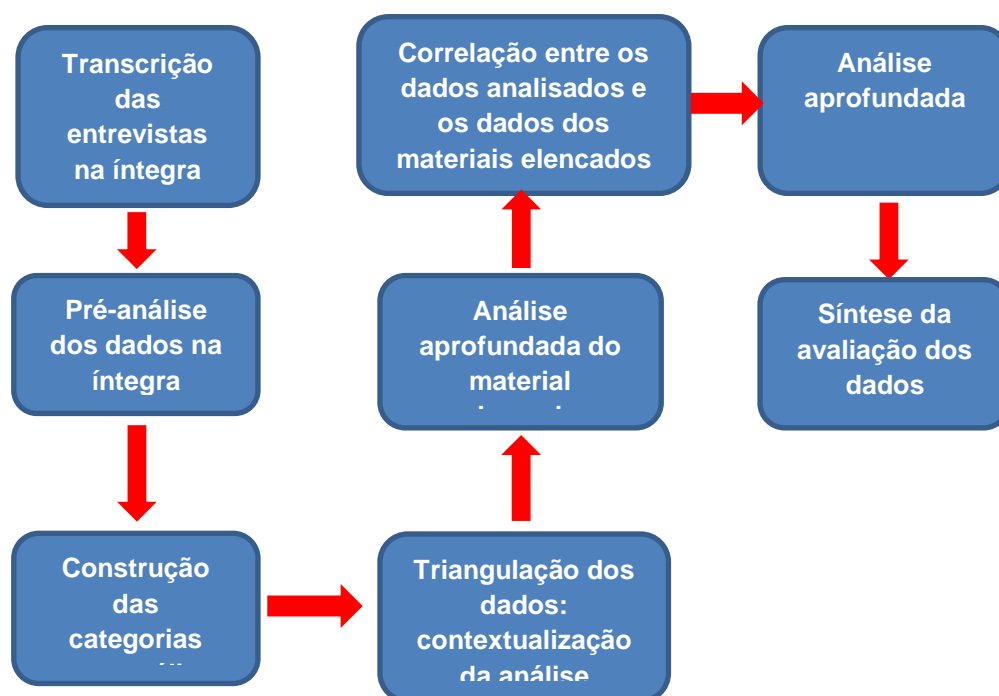 Transcrição
das
entrevistas
na íntegra
Pré-análise
dos dados na
íntegra
Construção
das
categorias
Triangulação dos
dados:
contextualização
da análise
Análise
aprofundada do
material
Correlação entre os
dados analisados e
os dados dos
materiais elencados
Análise
aprofundada
Síntese da
avaliação dos
dados